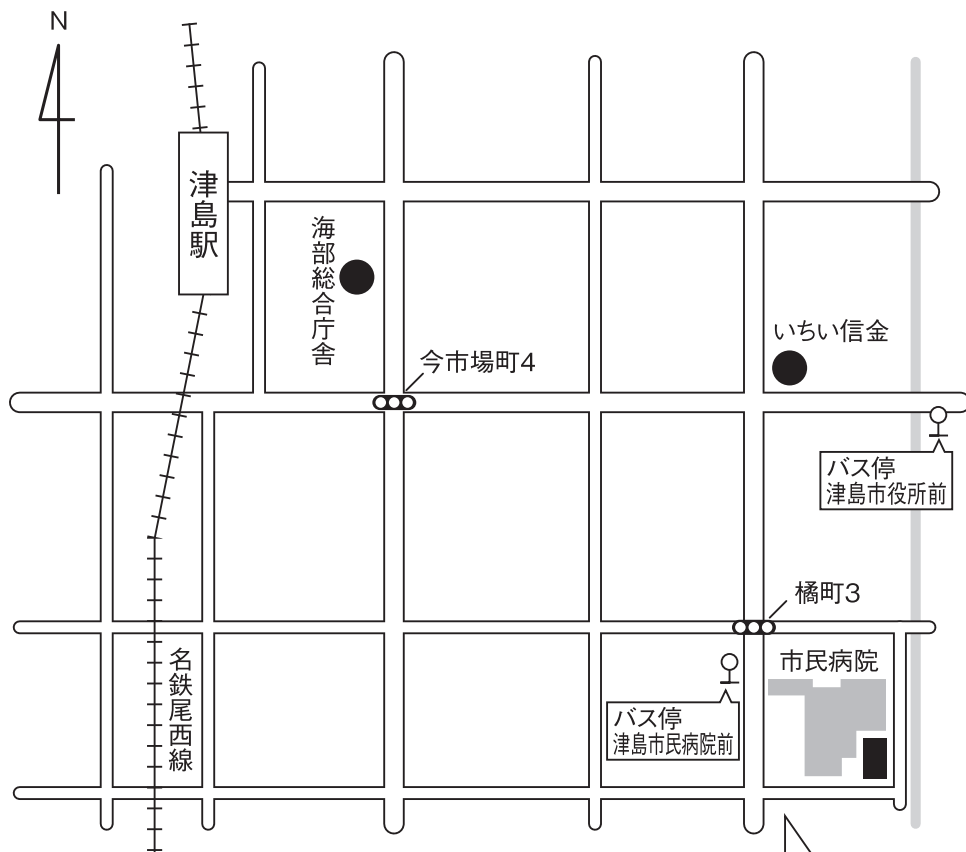 N
津島駅
海部総合庁舎
今市場町4
いちい信金
バス停
津島市役所前
橘町3
名鉄尾西線
市民病院
バス停
津島市民病院前